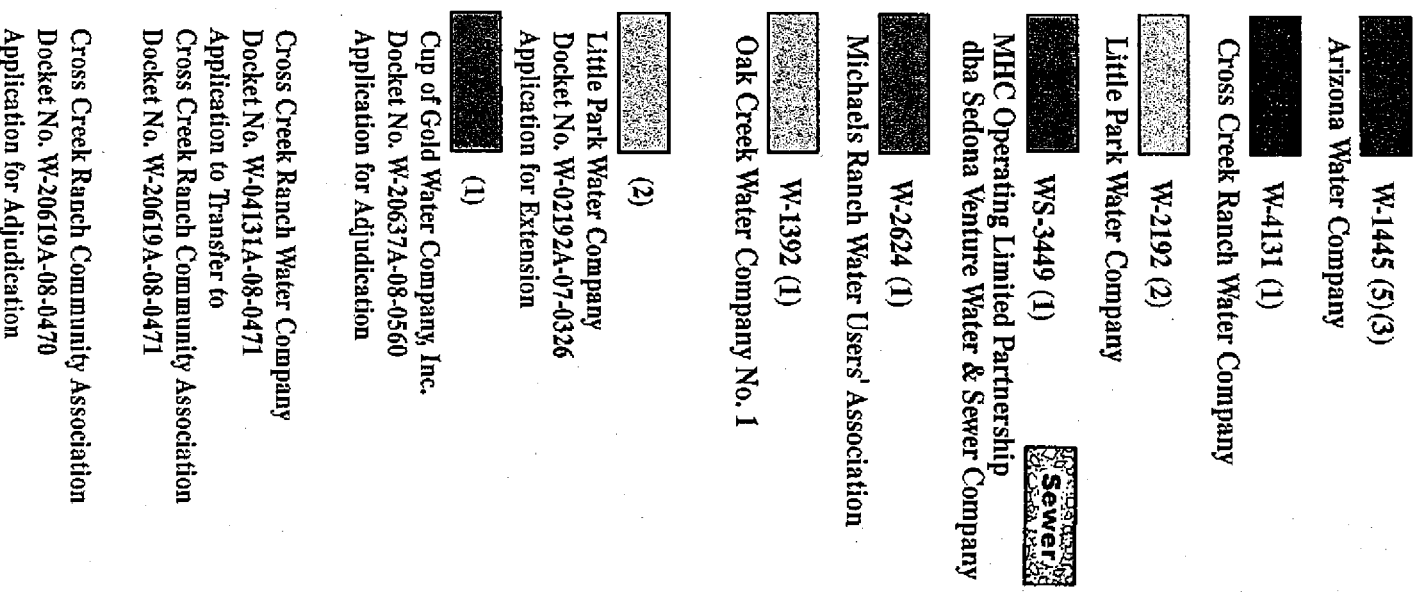 W-1445 (5)(3)
Arizona Water Company
W-4131 (1)
Cross Creek Ranch Water Company
W-2192 (2)
Little Park Water Company
WS-3449 (1)
Sewer
MHC Operating Limited Partnership
dba Sedona Venture Water & Sewer Company
W-2624 (1)
Michaels Ranch Water Users' Association
W-1392 (1)
Oak Creek Water Company No. 1
(2)
Little Park Water Company
Docket No. W-02192A-07-0326
Application for Extension
(1)
Cup of Gold Water Company, Inc.
Docket No. W-20637A-08-0560
Application for Adjudication
Cross Creek Ranch Water Company
Docket No. W-04131A-08-0471
Application to Transfer to
Cross Creek Ranch Community Association
Docket No. W-20619A-08-0471
Cross Creek Ranch Community Association
Docket No. W-20619A-08-0470
Application for Adjudication